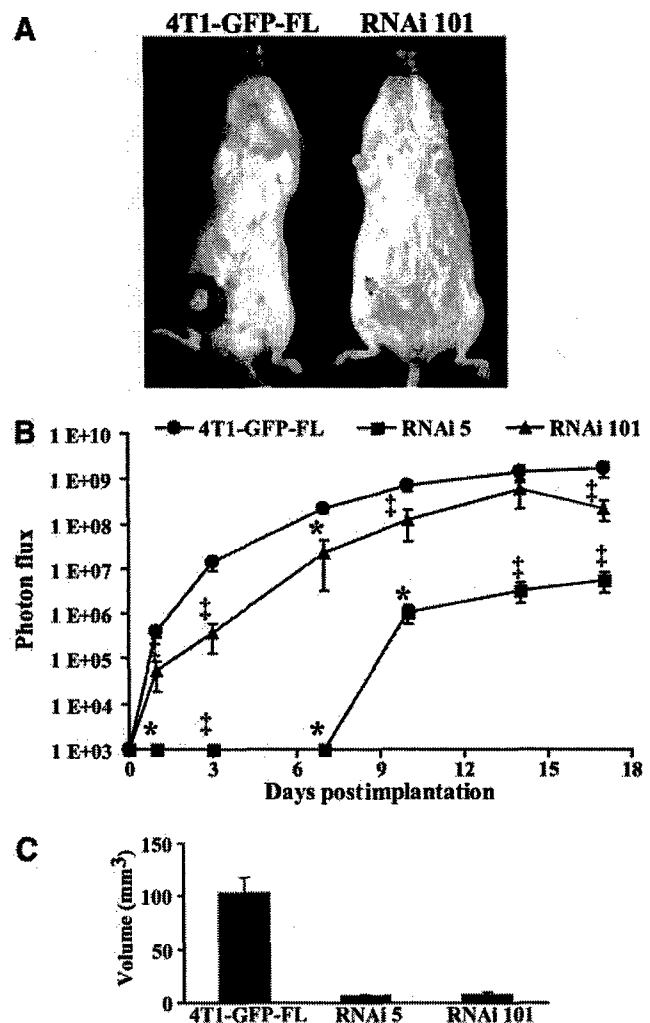 A
4T1-GFP-FL RNAi 101
B
4T1-GFP-FL RNAi 5 RNAi 101
1 E+10
1 E+09
1 E+08
1 E+07
1 E+06
1 E+05
1 E+04
1 E+03
Photon flux
* ‡ ‡
‡ * ‡ ‡
* ‡ *
0 3 6 9 12 15 18
Days postimplantation
C
150
100
50
0
Volume (mm³)
4T1-GFP-FL RNAi 5 RNAi 101